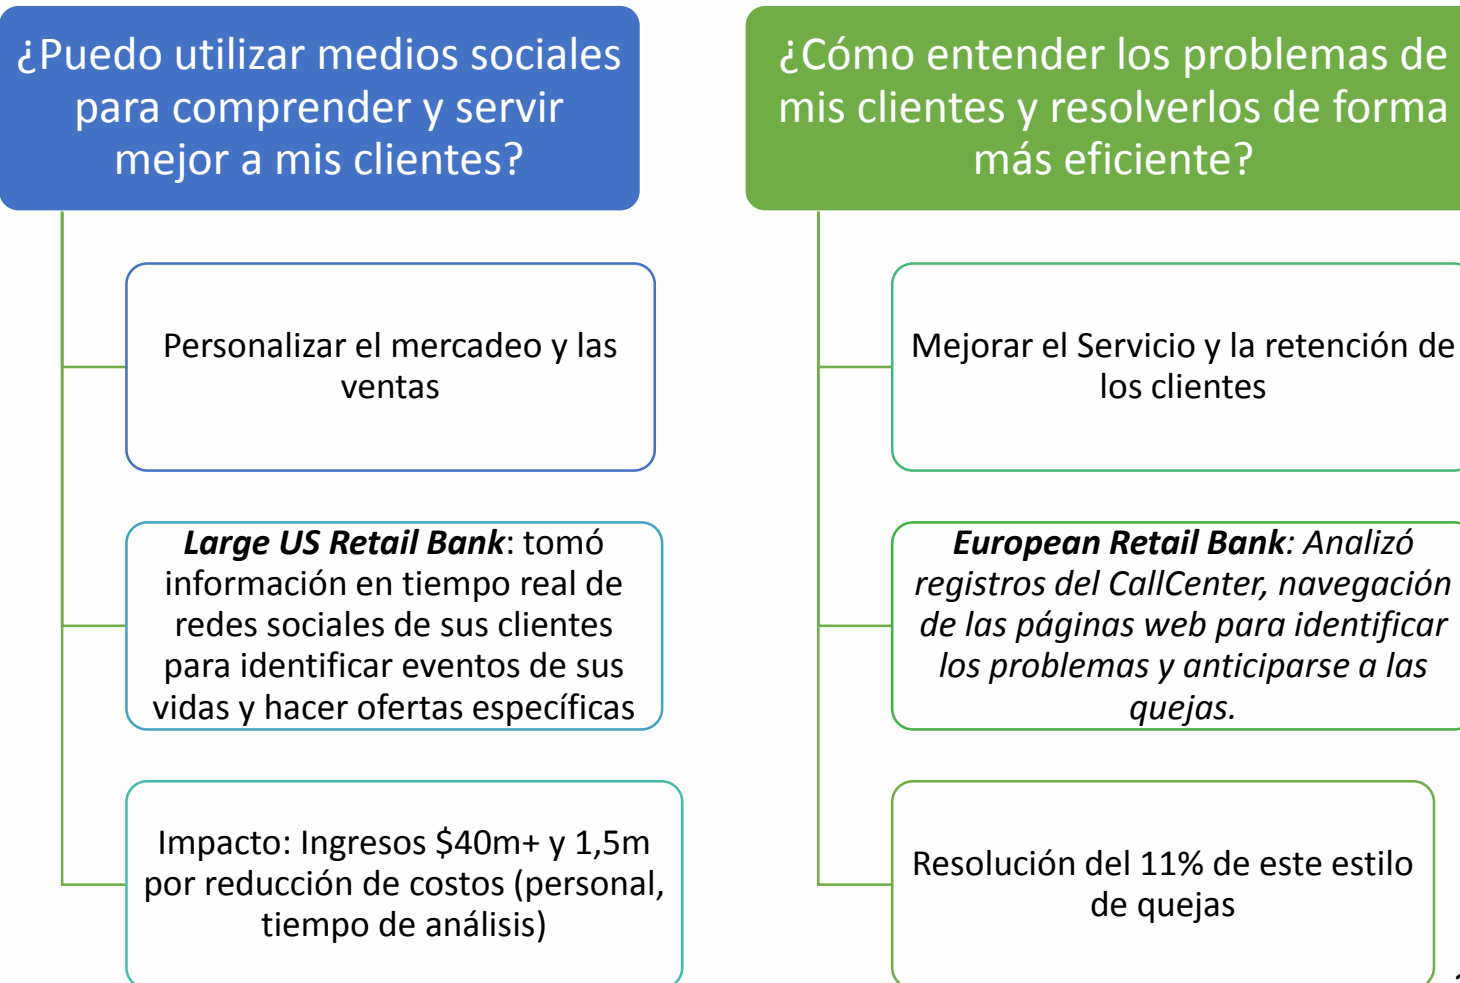 ¿Puedo utilizar medios sociales
para comprender y servir
mejor a mis clientes?
Personalizar el mercadeo y las
ventas
Large US Retail Bank: tomó
información en tiempo real de
redes sociales de sus clientes
para identificar eventos de sus
vidas y hacer ofertas específicas
Impacto: Ingresos $40m+ y 1,5m
por reducción de costos (personal,
tiempo de análisis)
¿Cómo entender los problemas de
mis clientes y resolverlos de forma
más eficiente?
Mejorar el Servicio y la retención de
los clientes
European Retail Bank: Analizó
registros del CallCenter, navegación
de las páginas web para identificar
los problemas y anticiparse a las
quejas.
Resolución del 11% de este estilo
de quejas